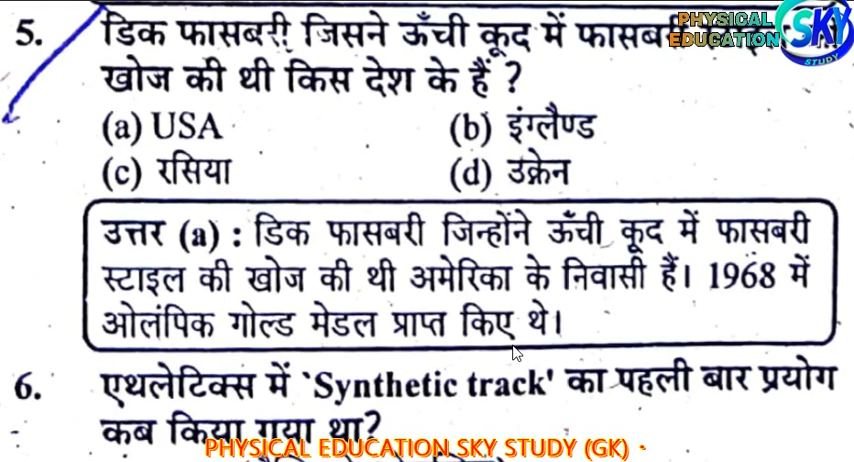 5. डिक फासबरी जिसने ऊँची कूद में
खोज की थी किस देश के हैं ?
(a) USA (b) इंग्लैण्ड
(c) रसिया (d) उक्रेन
उत्तर (a) : डिक फासबरी जिन्होंने ऊँची कूद में फासबरी
स्टाइल की खोज की थी अमेरिका के निवासी हैं। 1968 में
ओलंपिक गोल्ड मेडल प्राप्त किए थे।
6. एथलेटिक्स में `Synthetic track' का पहली बार प्रयोग
कब किया गया था?
PHYSICAL EDUCATION SKY STUDY (GK)
PHYSICAL
EDUCATION
SKY
STUDY